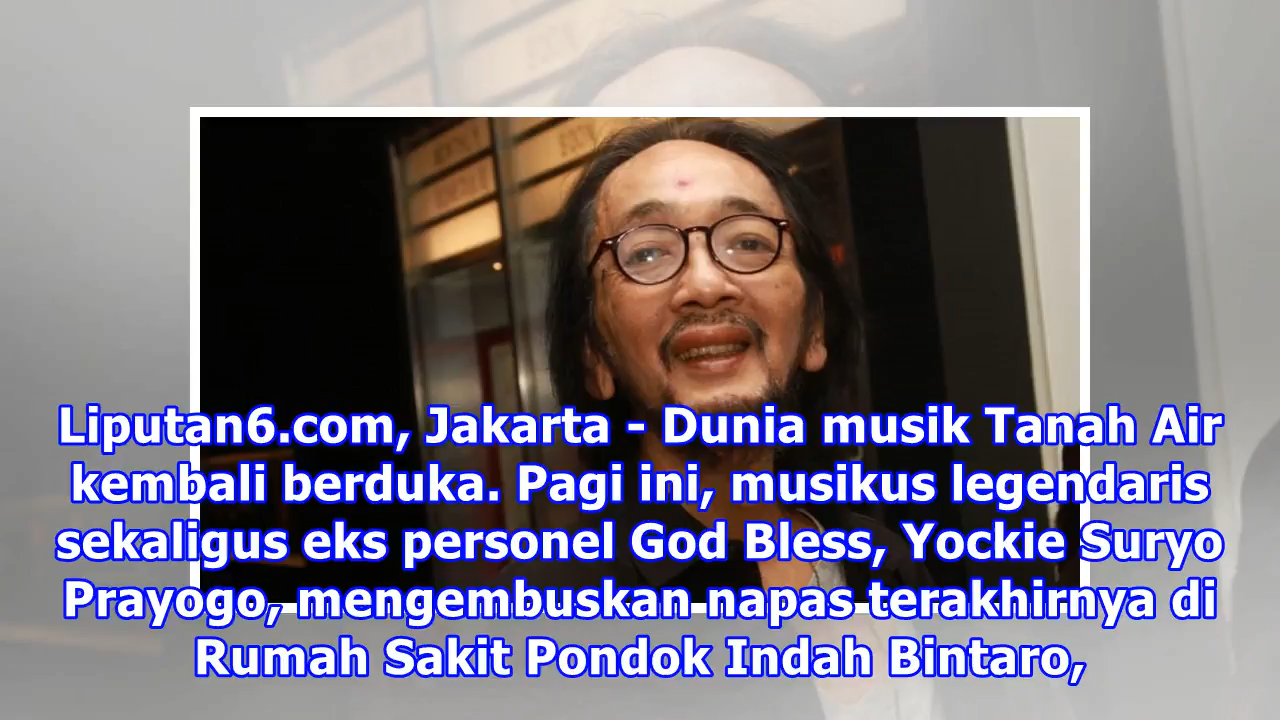 Liputan6.com, Jakarta - Dunia musik Tanah Air
kembali berduka. Pagi ini, musikus legendaris
sekaligus eks personel God Bless, Yockie Suryo
Prayogo, mengembuskan napas terakhirnya di
Rumah Sakit Pondok Indah Bintaro,